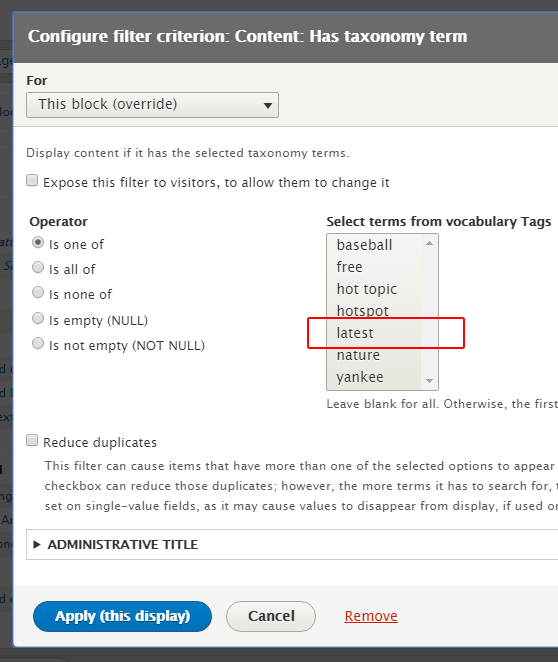 Configure filter criterion: Content: Has taxonomy term
For
This block (override)
Display content if it has the selected taxonomy terms.
Expose this filter to visitors, to allow them to change it
Operator
Is one of
Is all of
Is none of
Is empty (NULL)
Is not empty (NOT NULL)
Select terms from vocabulary Tags
baseball
free
hot topic
hotspot
latest
nature
yankee
Leave blank for all. Otherwise, the first
Reduce duplicates
This filter can cause items that have more than one of the selected options to appear
checkbox can reduce those duplicates; however, the more terms it has to search for,
set on single-value fields, as it may cause values to disappear from display, if used
ADMINISTRATIVE TITLE
Apply (this display)
Cancel
Remove